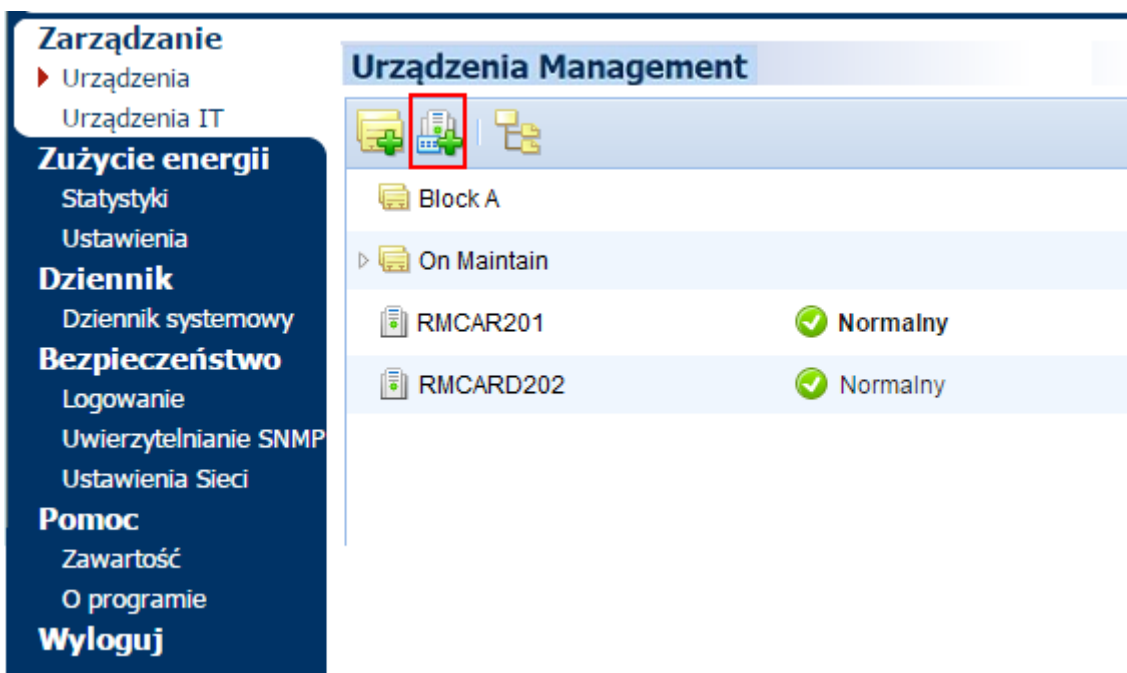 Zarządzanie
Urządzenia
Urządzenia IT
Zużycie energii
Statystyki
Ustawienia
Dziennik
Dziennik systemowy
Bezpieczeństwo
Logowanie
Uwierzytelnianie SNMP
Ustawienia Sieci
Pomoc
Zawartość
O programie
Wyloguj
Urządzenia Management
Block A
On Maintain
RMCAR201 Normalny
RMCARD202 Normalny